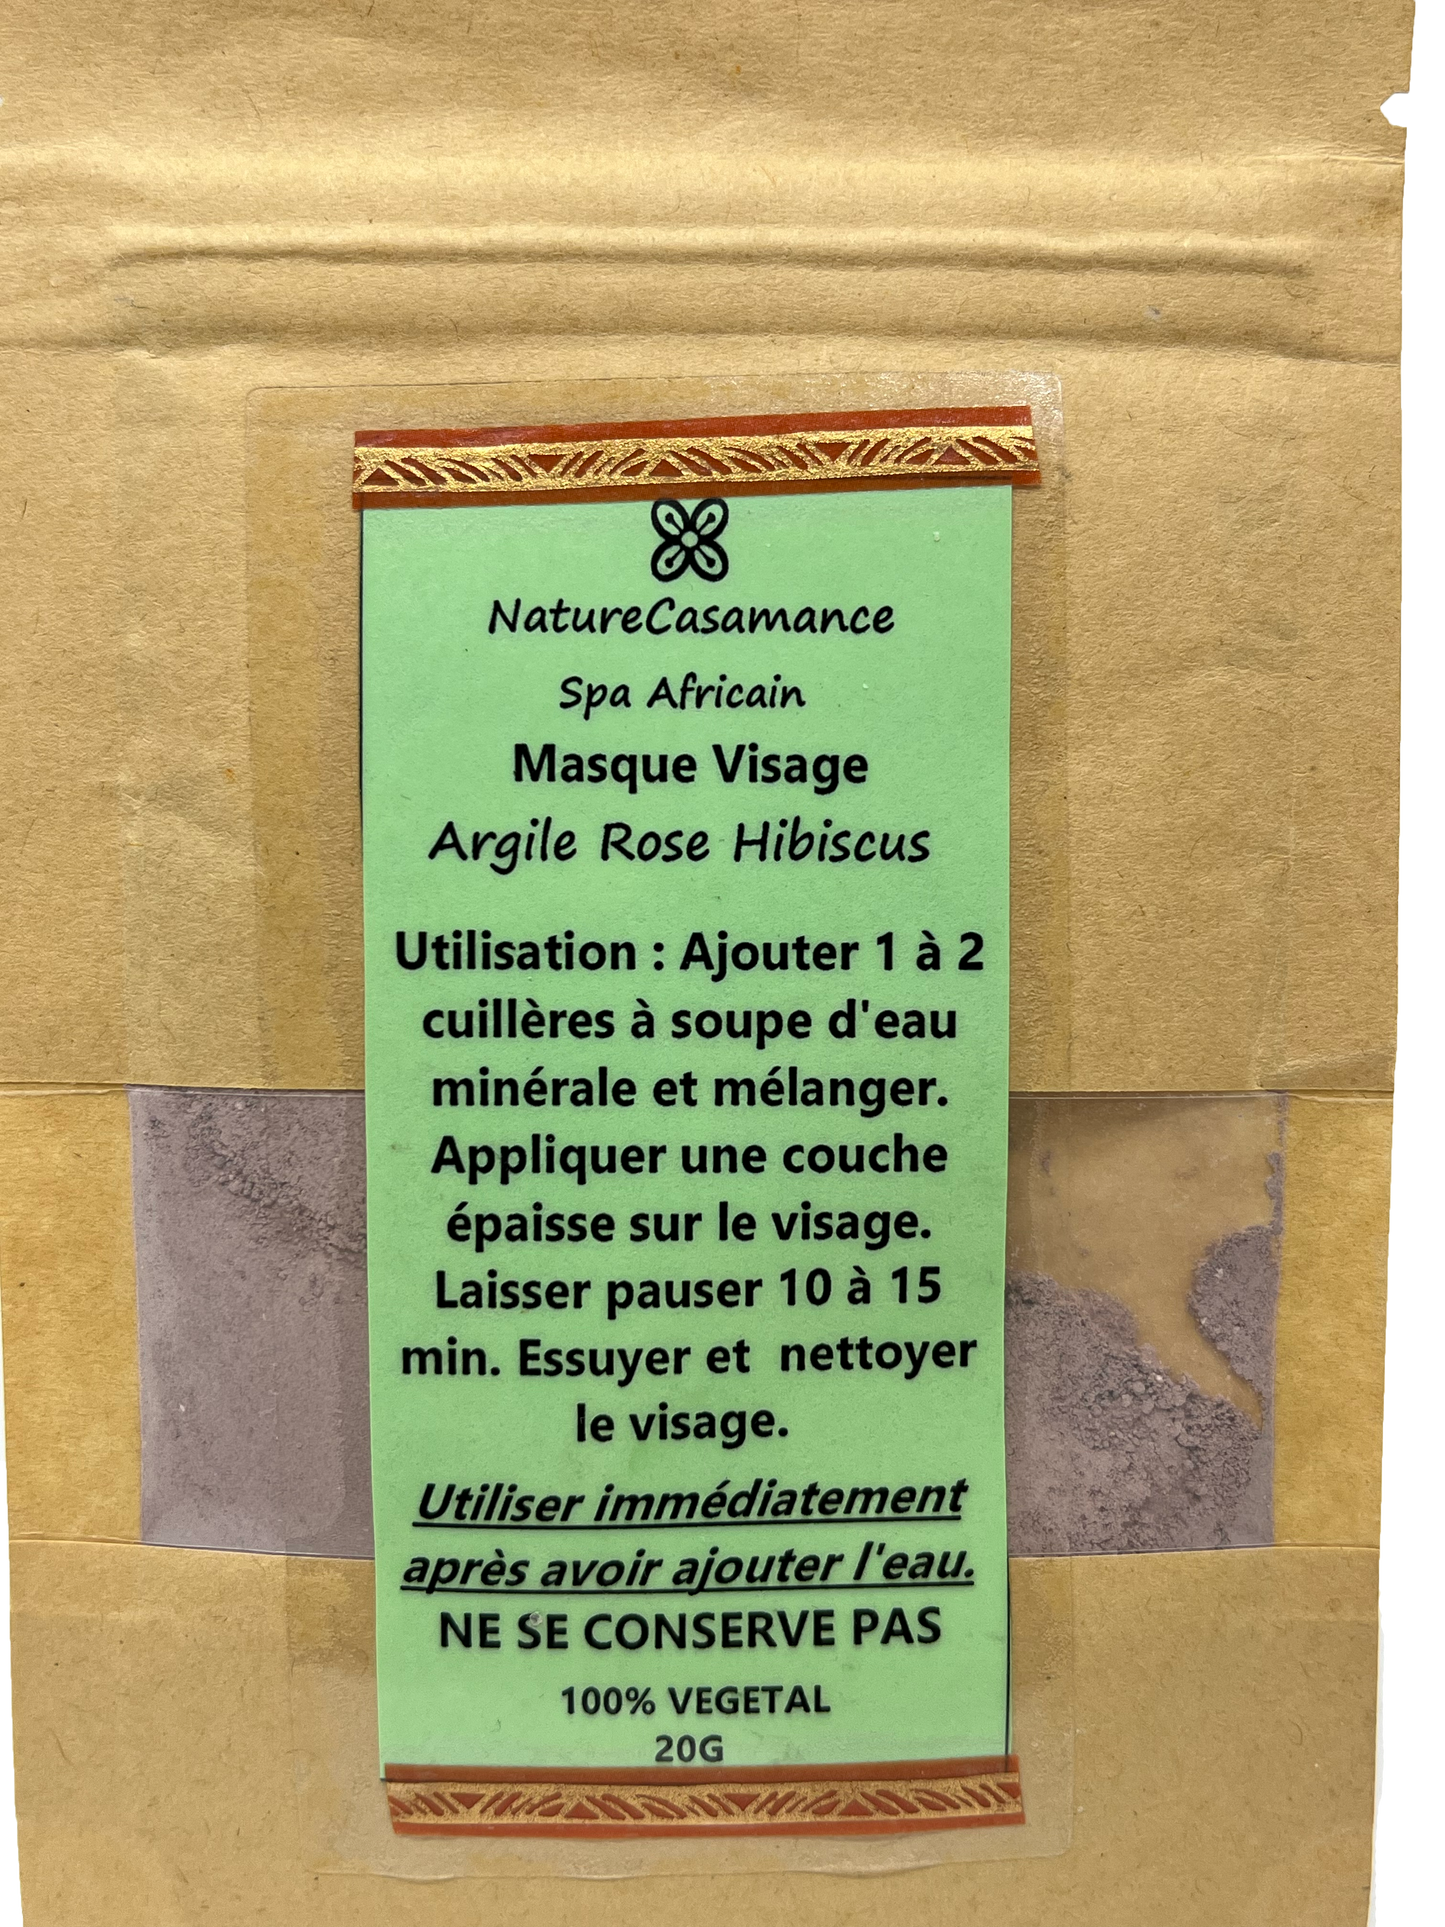 NatureCasamance
Spa Africain
Masque Visage
Argile Rose Hibiscus
Utilisation : Ajouter 1 à 2
cuillères à soupe d'eau
minérale et mélanger.
Appliquer une couche
épaisse sur le visage.
Laisser pauser 10 à 15
min. Essuyer et nettoyer
le visage.
Utiliser immédiatement
après avoir ajouter l'eau.
NE SE CONSERVE PAS
100% VEGETAL
20G